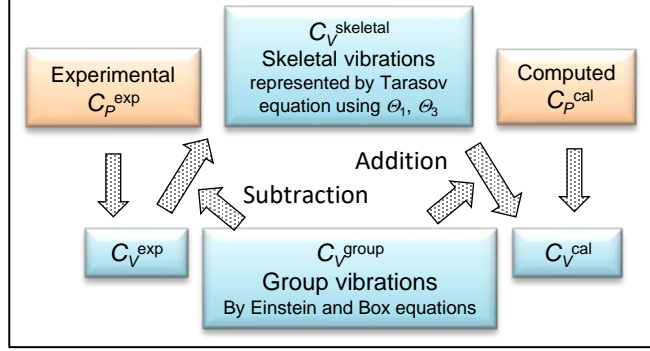 Experimental
C_P^exp
C_V^skeletal
Skeletal vibrations
represented by Tarasov
equation using Θ₁, Θ₃
Computed
C_P^cal
Addition
Subtraction
C_V^exp
C_V^group
Group vibrations
By Einstein and Box equations
C_V^cal